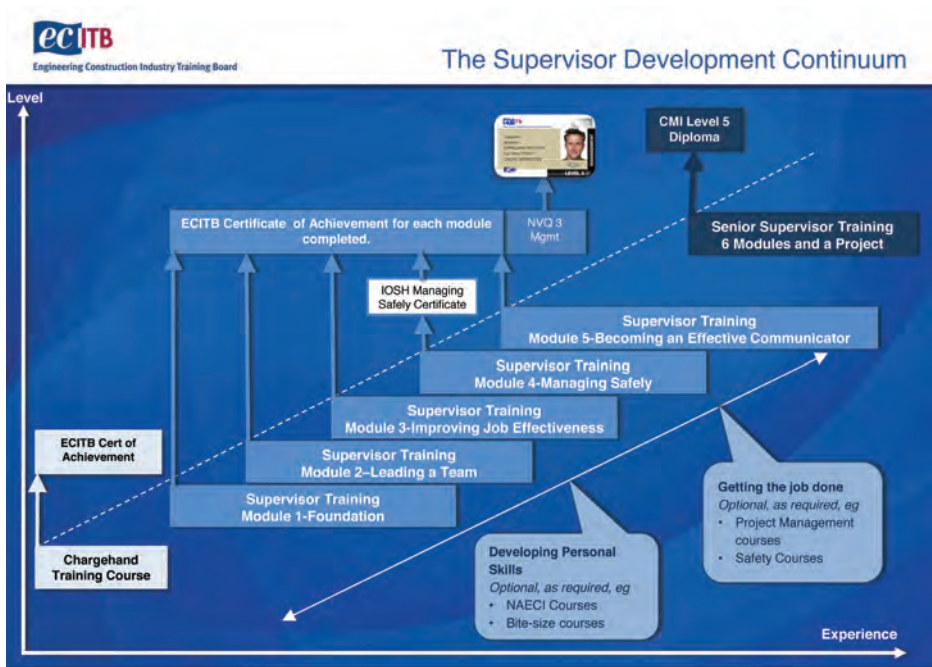 ecITB
Engineering Construction Industry Training Board
The Supervisor Development Continuum
Level
CMI Level 5
Diploma
LEVEL
ECITB Certificate of Achievement for each module
completed.
NVQ 3
Mgmt
Senior Supervisor Training
6 Modules and a Project
IOSH Managing
Safely Certificate
Supervisor Training
Module 5-Becoming an Effective Communicator
Supervisor Training
Module 4-Managing Safely
Supervisor Training
Module 3-Improving Job Effectiveness
ECITB Cert of
Achievement
Supervisor Training
Module 2–Leading a Team
Supervisor Training
Module 1-Foundation
Getting the job done
Optional, as required, eg
• Project Management
courses
• Safety Courses
Chargehand
Training Course
Developing Personal
Skills
Optional, as required, eg
• NAECI Courses
• Bite-size courses
Experience